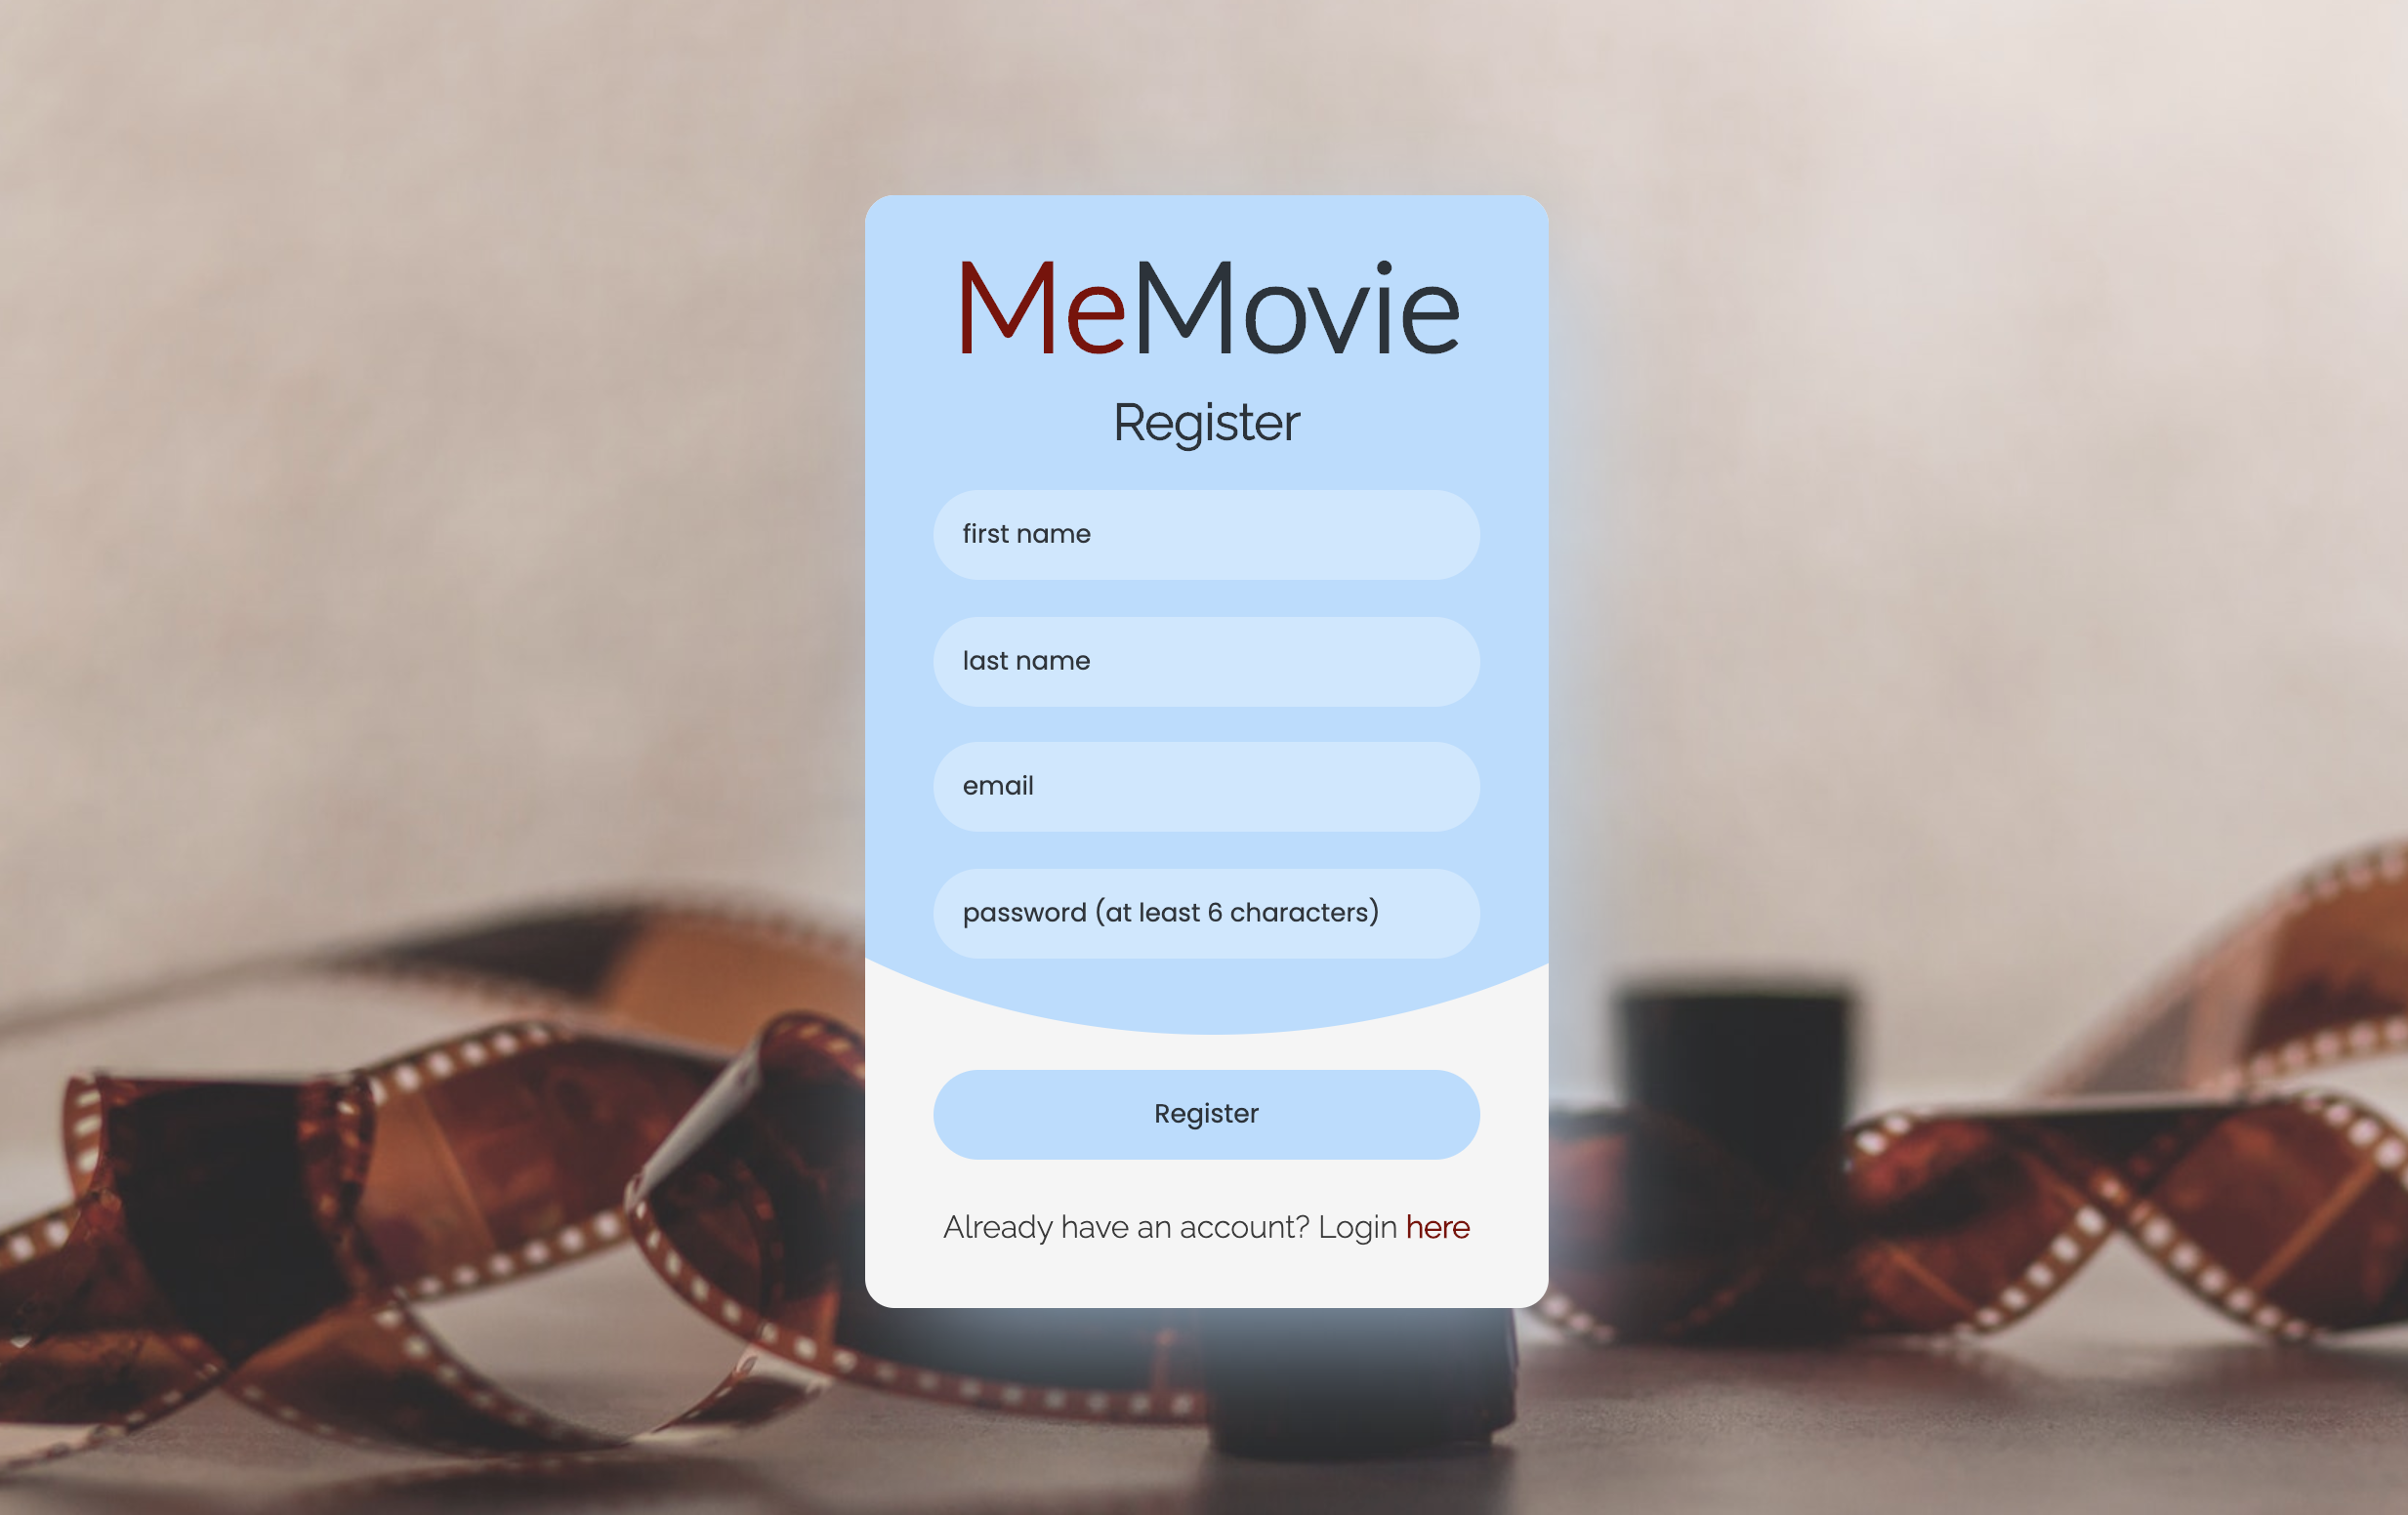 MeMovie
Register
first name
last name
email
password (at least 6 characters)
Register
Already have an account? Login here